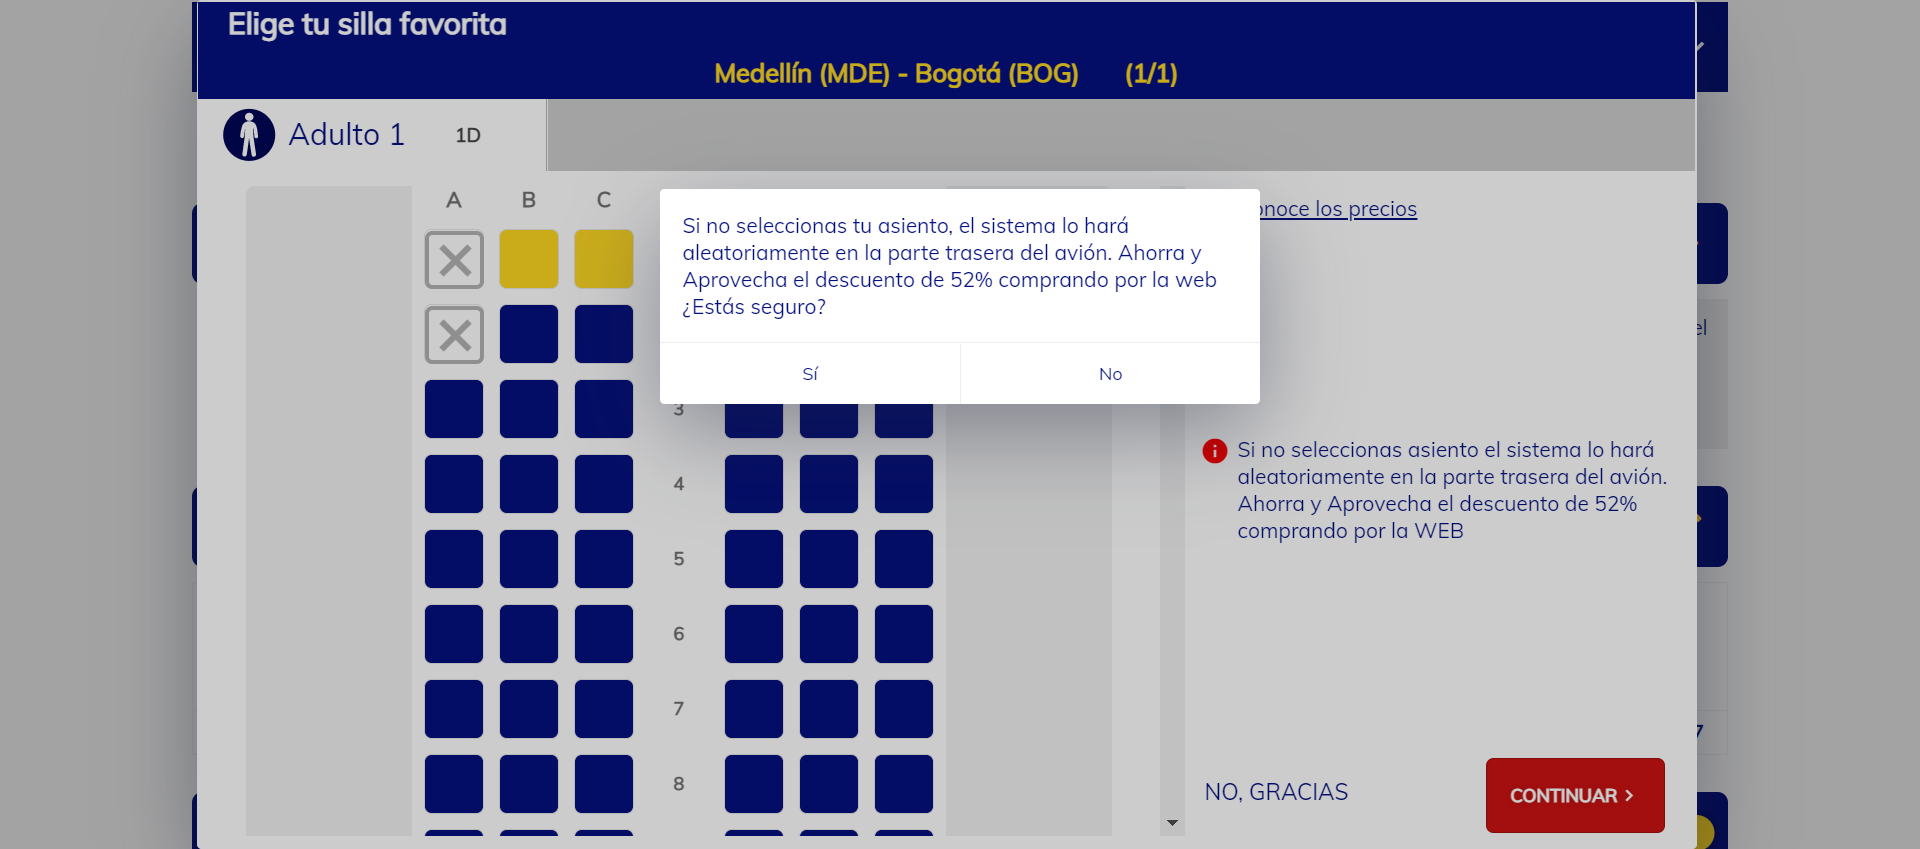 Elige tu silla favorita
Medellín (MDE) - Bogotá (BOG) (1/1)
Adulto 1 1D
A B C
Si no seleccionas tu asiento, el sistema lo hará
aleatoriamente en la parte trasera del avión. Ahorra y
Aprovecha el descuento de 52% comprando por la web
¿Estás seguro?
Sí No
noce los precios
el
3
4
5
6
7
8
Si no seleccionas asiento el sistema lo hará
aleatoriamente en la parte trasera del avión.
Ahorra y Aprovecha el descuento de 52%
comprando por la WEB
7
NO, GRACIAS
CONTINUAR